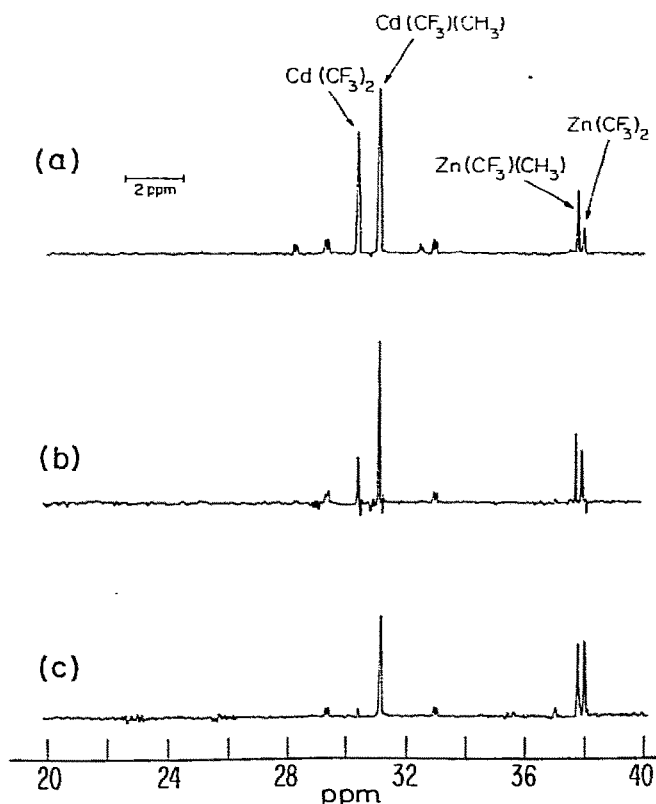 Cd(CF₃)(CH₃)
Cd(CF₃)₂
Zn(CF₃)₂
Zn(CF₃)(CH₃)
(a)
2 ppm
(b)
(c)
20 24 28 32 36 40
ppm